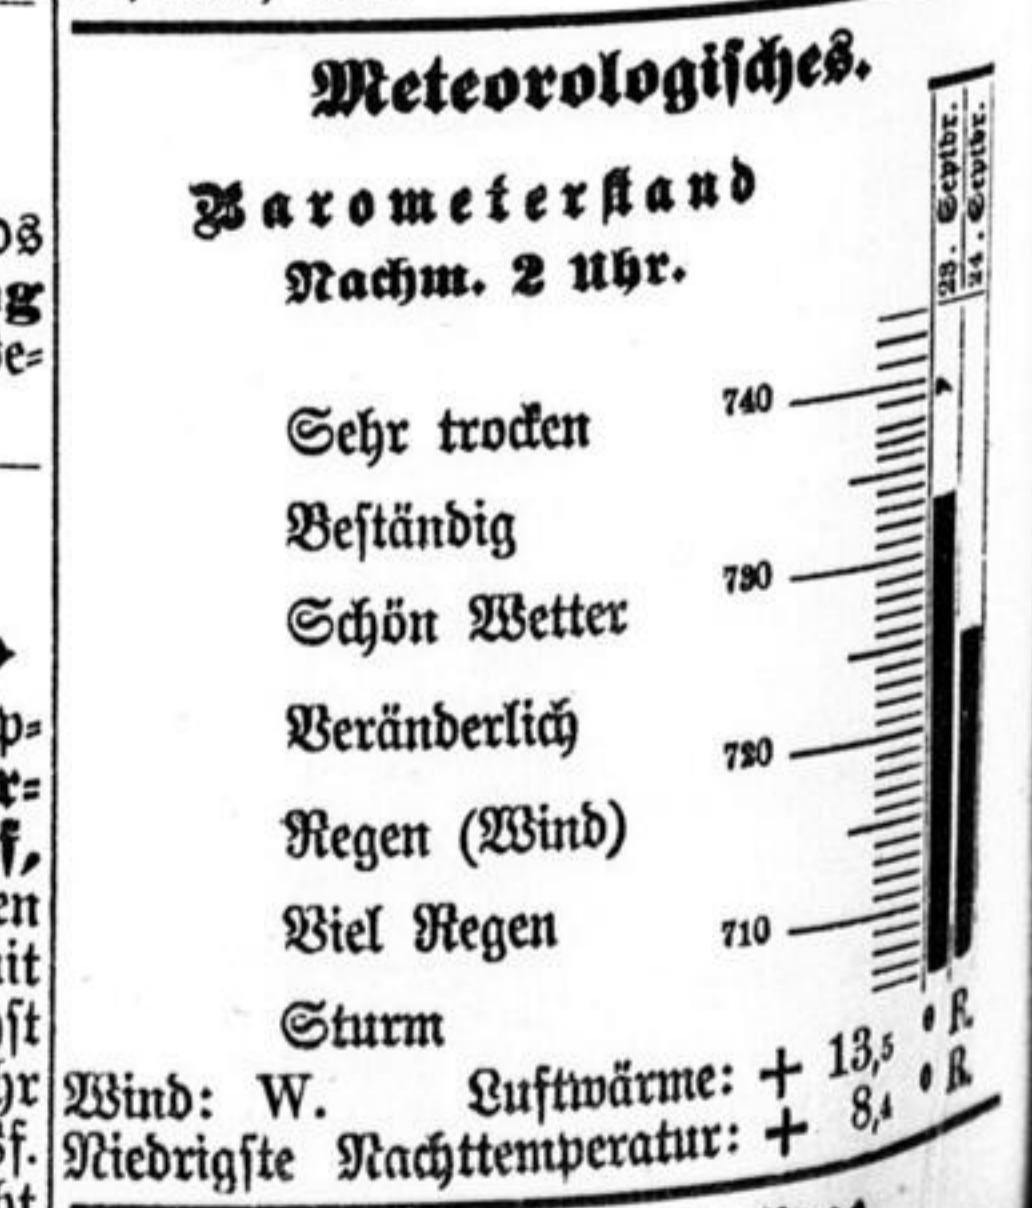 Meteorologisches.
Barometerstand
Nachm. 2 Uhr.
23. Septbr.
24. Septbr.
740
Sehr trocken
Beständig
730
Schön Wetter
Veränderlich
720
Regen (Wind)
Viel Regen
710
Sturm
Wind: W. Luftwärme: + 13,5 ° R.
Niedrigste Nachttemperatur: + 8,4 ° R.